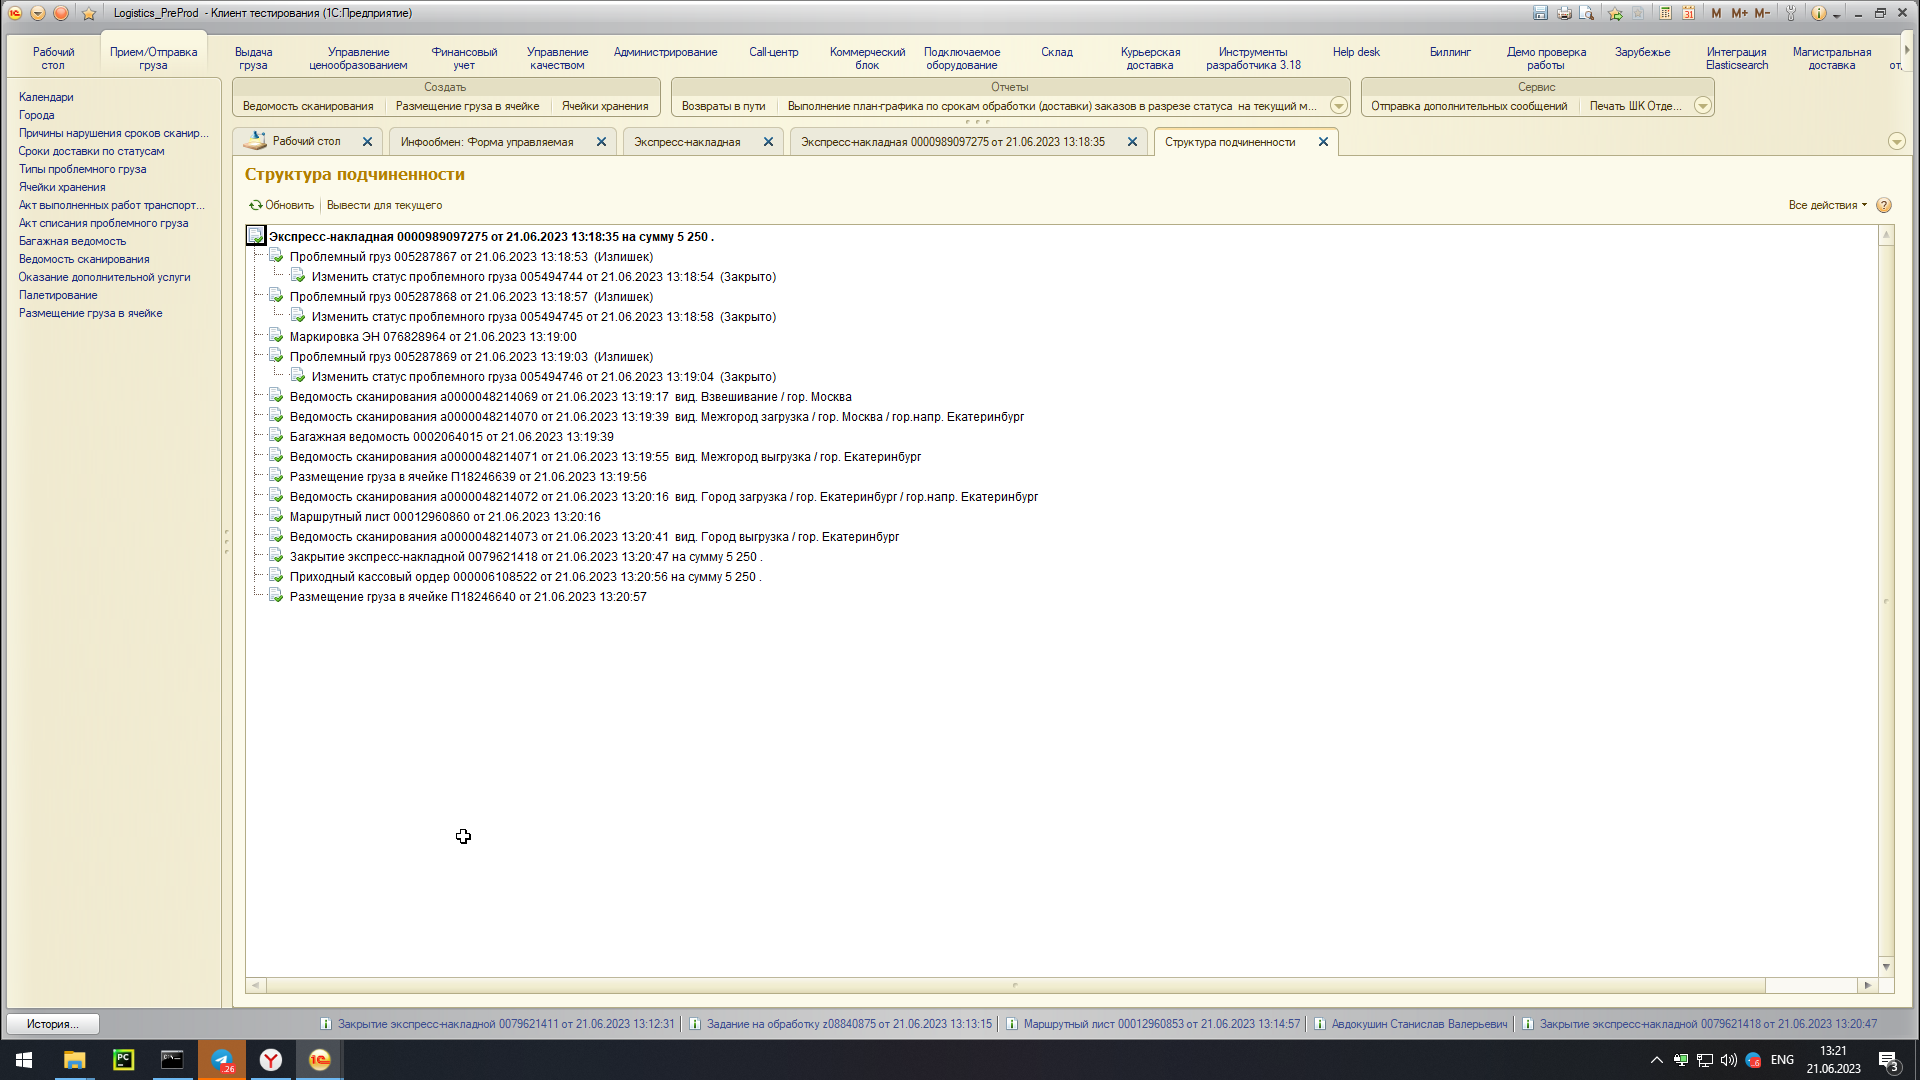 Logistics_PreProd - Клиент тестирования (1С:Предприятие)
M M+ M-
Рабочий стол
Прием/Отправка груза
Выдача груза
Управление ценообразованием
Финансовый учет
Управление качеством
Администрирование
Call-центр
Коммерческий блок
Подключаемое оборудование
Склад
Курьерская доставка
Инструменты разработчика 3.18
Help desk
Биллинг
Демо проверка работы
Зарубежье
Интеграция Elasticsearch
Магистральная доставка
от,
Создать
Ведомость сканирования
Размещение груза в ячейке
Ячейки хранения
Отчеты
Возвраты в пути
Выполнение план-графика по срокам обработки (доставки) заказов в разрезе статуса на текущий м...
Сервис
Отправка дополнительных сообщений
Печать ШК Отде...
Календари
Города
Причины нарушения сроков сканир...
Сроки доставки по статусам
Типы проблемного груза
Ячейки хранения
Акт выполненных работ транспорт...
Акт списания проблемного груза
Багажная ведомость
Ведомость сканирования
Оказание дополнительной услуги
Палетирование
Размещение груза в ячейке
Рабочий стол
Инфообмен: Форма управляемая
Экспресс-накладная
Экспресс-накладная 0000989097275 от 21.06.2023 13:18:35
Структура подчиненности
Структура подчиненности
Обновить
Вывести для текущего
Все действия
Экспресс-накладная 0000989097275 от 21.06.2023 13:18:35 на сумму 5 250 .
Проблемный груз 005287867 от 21.06.2023 13:18:53 (Излишек)
Изменить статус проблемного груза 005494744 от 21.06.2023 13:18:54 (Закрыто)
Проблемный груз 005287868 от 21.06.2023 13:18:57 (Излишек)
Изменить статус проблемного груза 005494745 от 21.06.2023 13:18:58 (Закрыто)
Маркировка ЭН 076828964 от 21.06.2023 13:19:00
Проблемный груз 005287869 от 21.06.2023 13:19:03 (Излишек)
Изменить статус проблемного груза 005494746 от 21.06.2023 13:19:04 (Закрыто)
Ведомость сканирования а0000048214069 от 21.06.2023 13:19:17 вид. Взвешивание / гор. Москва
Ведомость сканирования а0000048214070 от 21.06.2023 13:19:39 вид. Межгород загрузка / гор. Москва / гор.напр. Екатеринбург
Багажная ведомость 0002064015 от 21.06.2023 13:19:39
Ведомость сканирования а0000048214071 от 21.06.2023 13:19:55 вид. Межгород выгрузка / гор. Екатеринбург
Размещение груза в ячейке П18246639 от 21.06.2023 13:19:56
Ведомость сканирования а0000048214072 от 21.06.2023 13:20:16 вид. Город загрузка / гор. Екатеринбург / гор.напр. Екатеринбург
Маршрутный лист 00012960860 от 21.06.2023 13:20:16
Ведомость сканирования а0000048214073 от 21.06.2023 13:20:41 вид. Город выгрузка / гор. Екатеринбург
Закрытие экспресс-накладной 0079621418 от 21.06.2023 13:20:47 на сумму 5 250 .
Приходный кассовый ордер 000006108522 от 21.06.2023 13:20:56 на сумму 5 250 .
Размещение груза в ячейке П18246640 от 21.06.2023 13:20:57
История...
Закрытие экспресс-накладной 0079621411 от 21.06.2023 13:12:31
Задание на обработку z08840875 от 21.06.2023 13:13:15
Маршрутный лист 00012960853 от 21.06.2023 13:14:57
Авдокушин Станислав Валерьевич
Закрытие экспресс-накладной 0079621418 от 21.06.2023 13:20:47
PC
26
ENG
13:21
21.06.2023
3